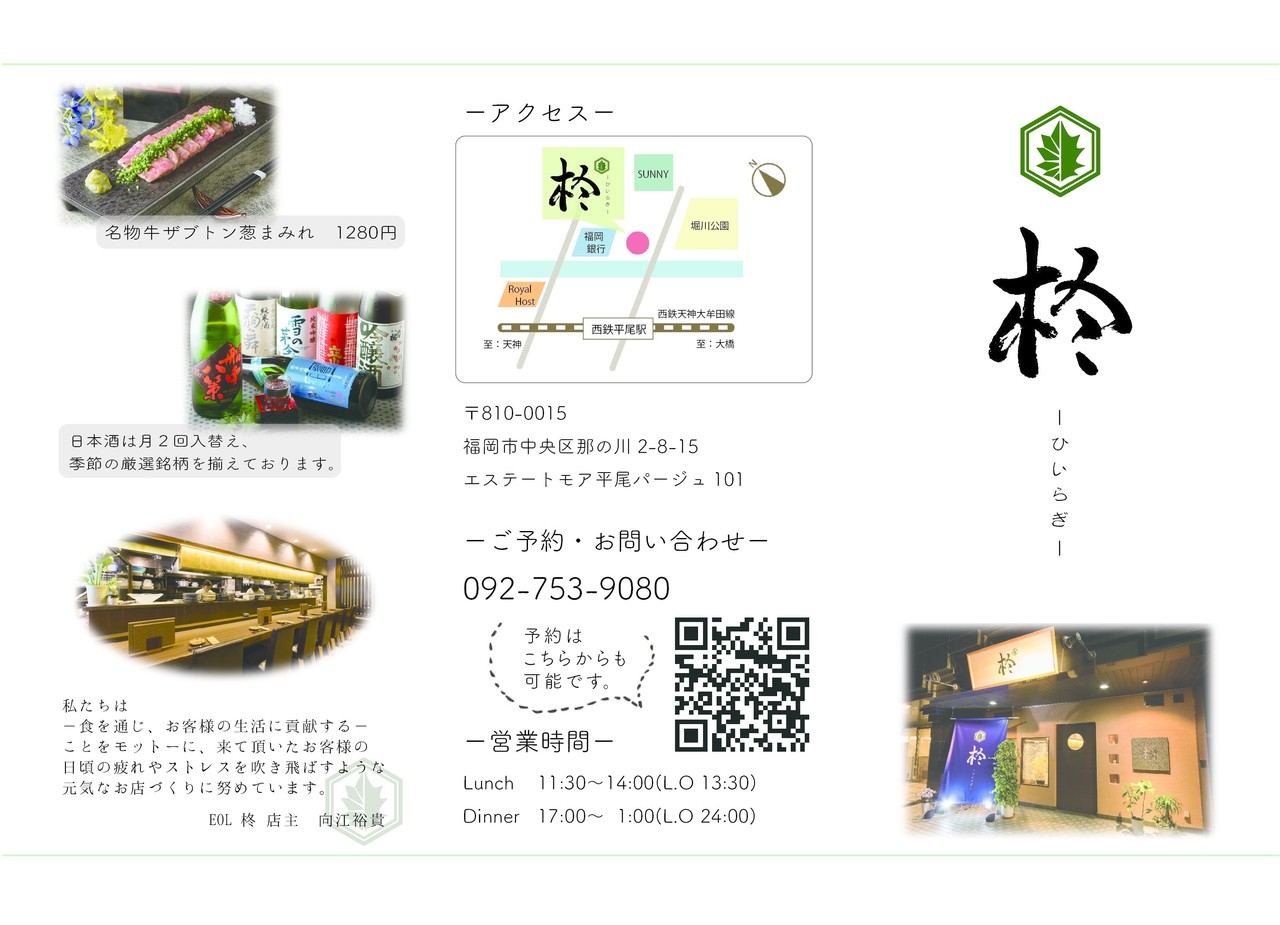 名物牛ザブトン葱まみれ 1280円
日本酒は月２回入替え、
季節の厳選銘柄を揃えております。
私たちは
－食を通じ、お客様の生活に貢献する－
ことをモットーに、来て頂いたお客様の
日頃の疲れやストレスを吹き飛ばすような
元気なお店づくりに努めています。
EOL 柊 店主 向江裕貴
ーアクセスー
柊
ーひいらぎー
SUNNY
N
堀川公園
福岡
銀行
Royal
Host
西鉄天神大牟田線
西鉄平尾駅
至：天神
至：大橋
〒810-0015
福岡市中央区那の川 2-8-15
エステートモア平尾パージュ 101
ーご予約・お問い合わせー
092-753-9080
予約は
こちらからも
可能です。
ー営業時間ー
Lunch 11:30〜14:00(L.O 13:30)
Dinner 17:00〜 1:00(L.O 24:00)
柊
ーひいらぎー
柊
柊